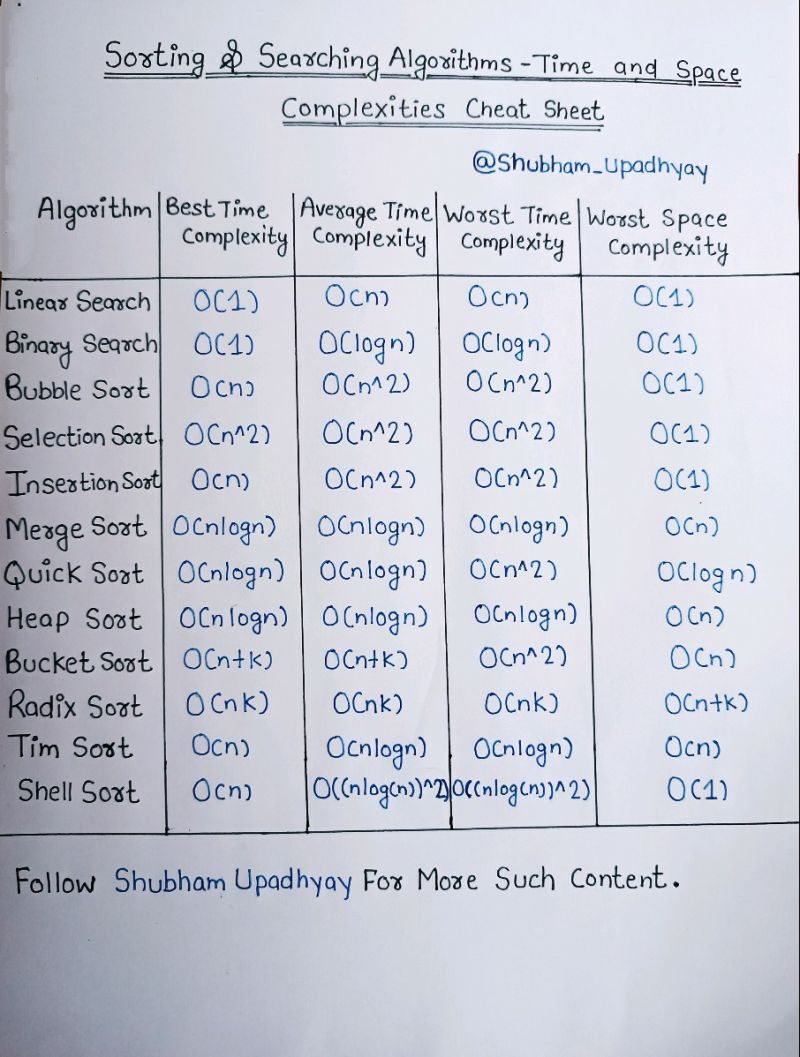 Sorting & Searching Algorithms - Time and Space
Complexities Cheat Sheet
@Shubham_Upadhyay
Algorithm Best Time Complexity Average Time Complexity Worst Time Complexity Worst Space Complexity
Linear Search O(1) O(n) O(n) O(1)
Binary Search O(1) O(logn) O(logn) O(1)
Bubble Sort O(n) O(n^2) O(n^2) O(1)
Selection Sort O(n^2) O(n^2) O(n^2) O(1)
Insertion Sort O(n) O(n^2) O(n^2) O(1)
Merge Sort O(nlogn) O(nlogn) O(nlogn) O(n)
Quick Sort O(nlogn) O(nlogn) O(n^2) O(logn)
Heap Sort O(nlogn) O(nlogn) O(nlogn) O(n)
Bucket Sort O(n+k) O(n+k) O(n^2) O(n)
Radix Sort O(nk) O(nk) O(nk) O(n+k)
Tim Sort O(n) O(nlogn) O(nlogn) O(n)
Shell Sort O(n) O((nlog(n))^2) O((nlog(n))^2) O(1)
Follow Shubham Upadhyay For More Such Content.